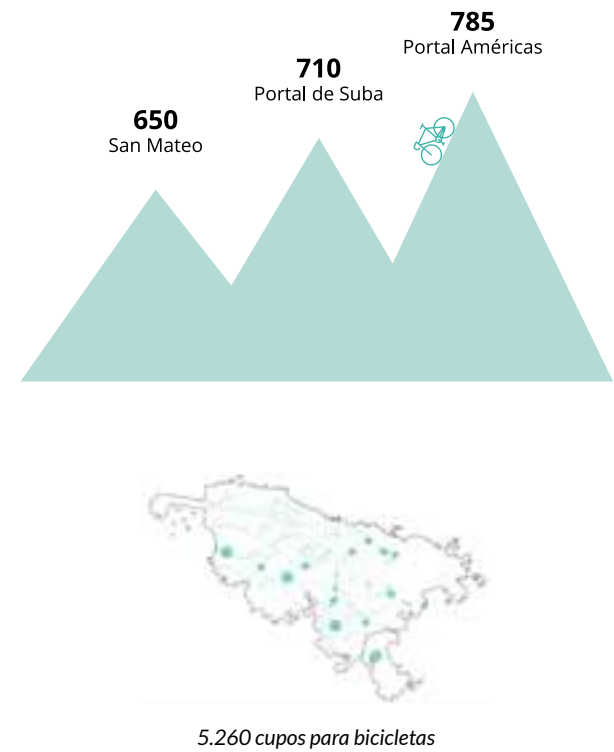 785
Portal Américas
710
Portal de Suba
650
San Mateo
5.260 cupos para bicicletas